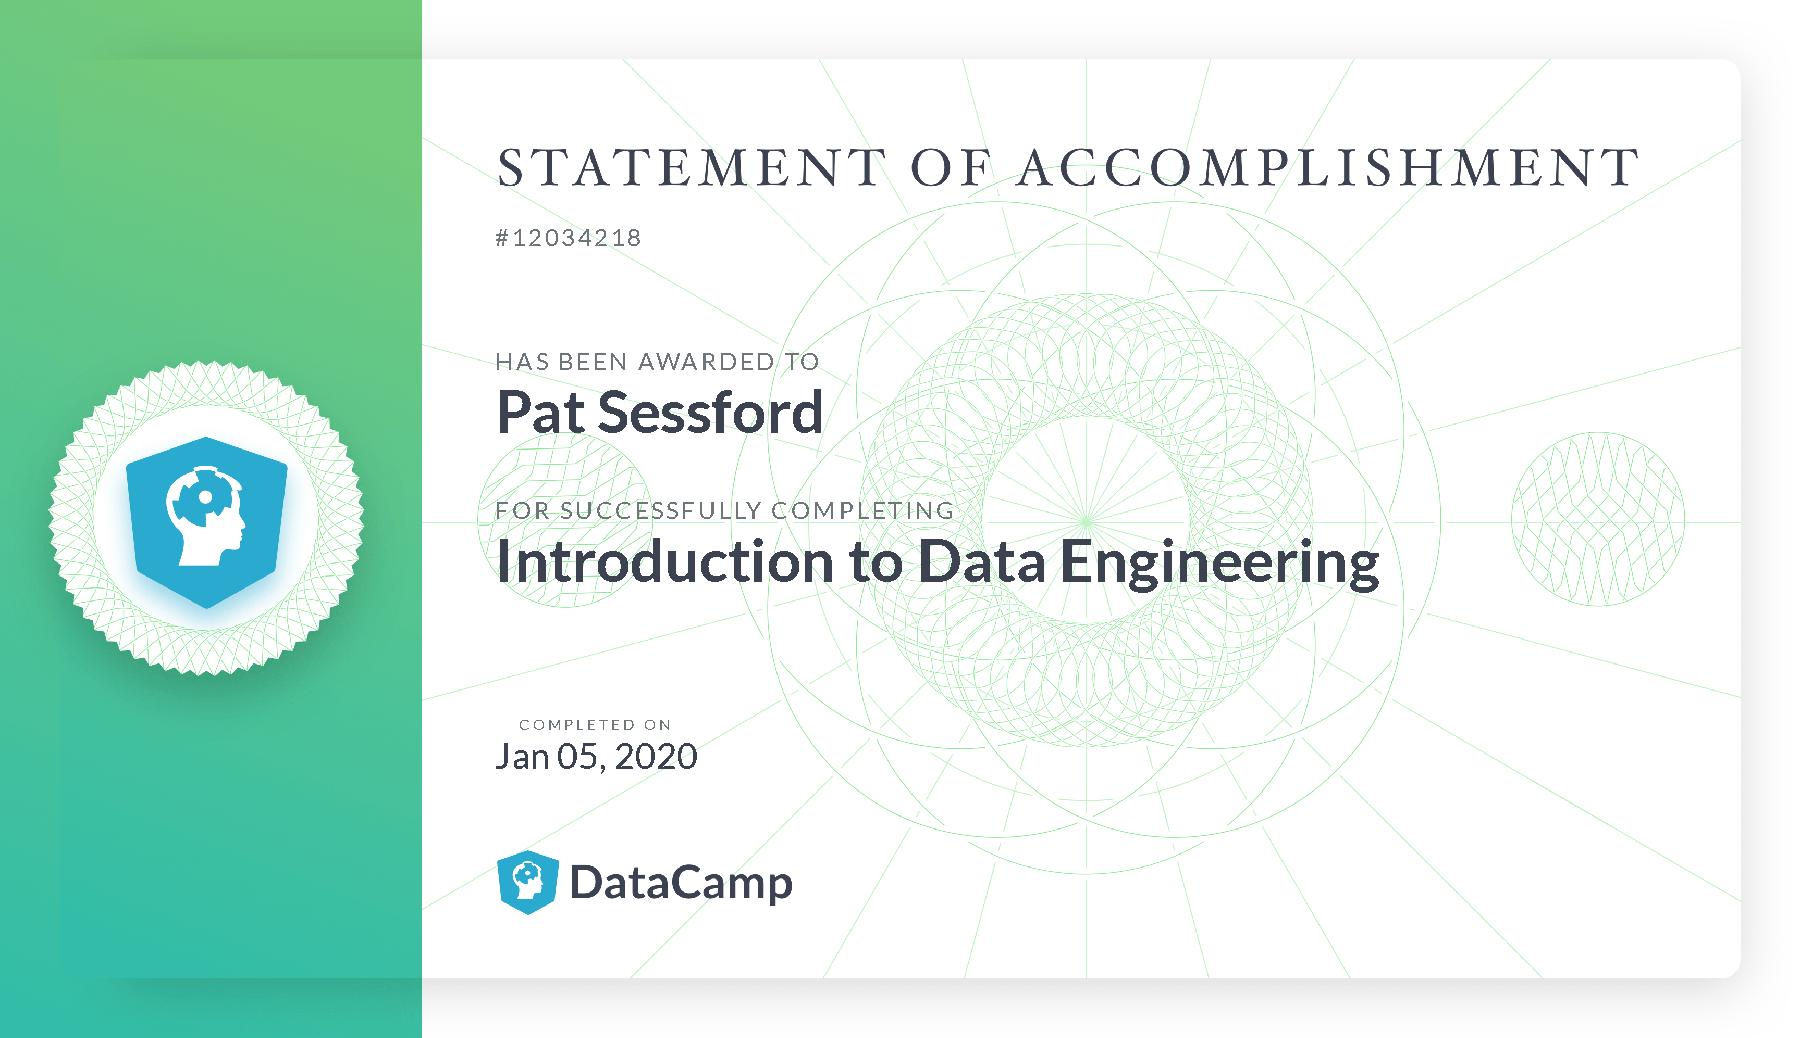 STATEMENT OF ACCOMPLISHMENT
#12034218
HAS BEEN AWARDED TO
Pat Sessford
FOR SUCCESSFULLY COMPLETING
Introduction to Data Engineering
COMPLETED ON
Jan 05, 2020
DataCamp